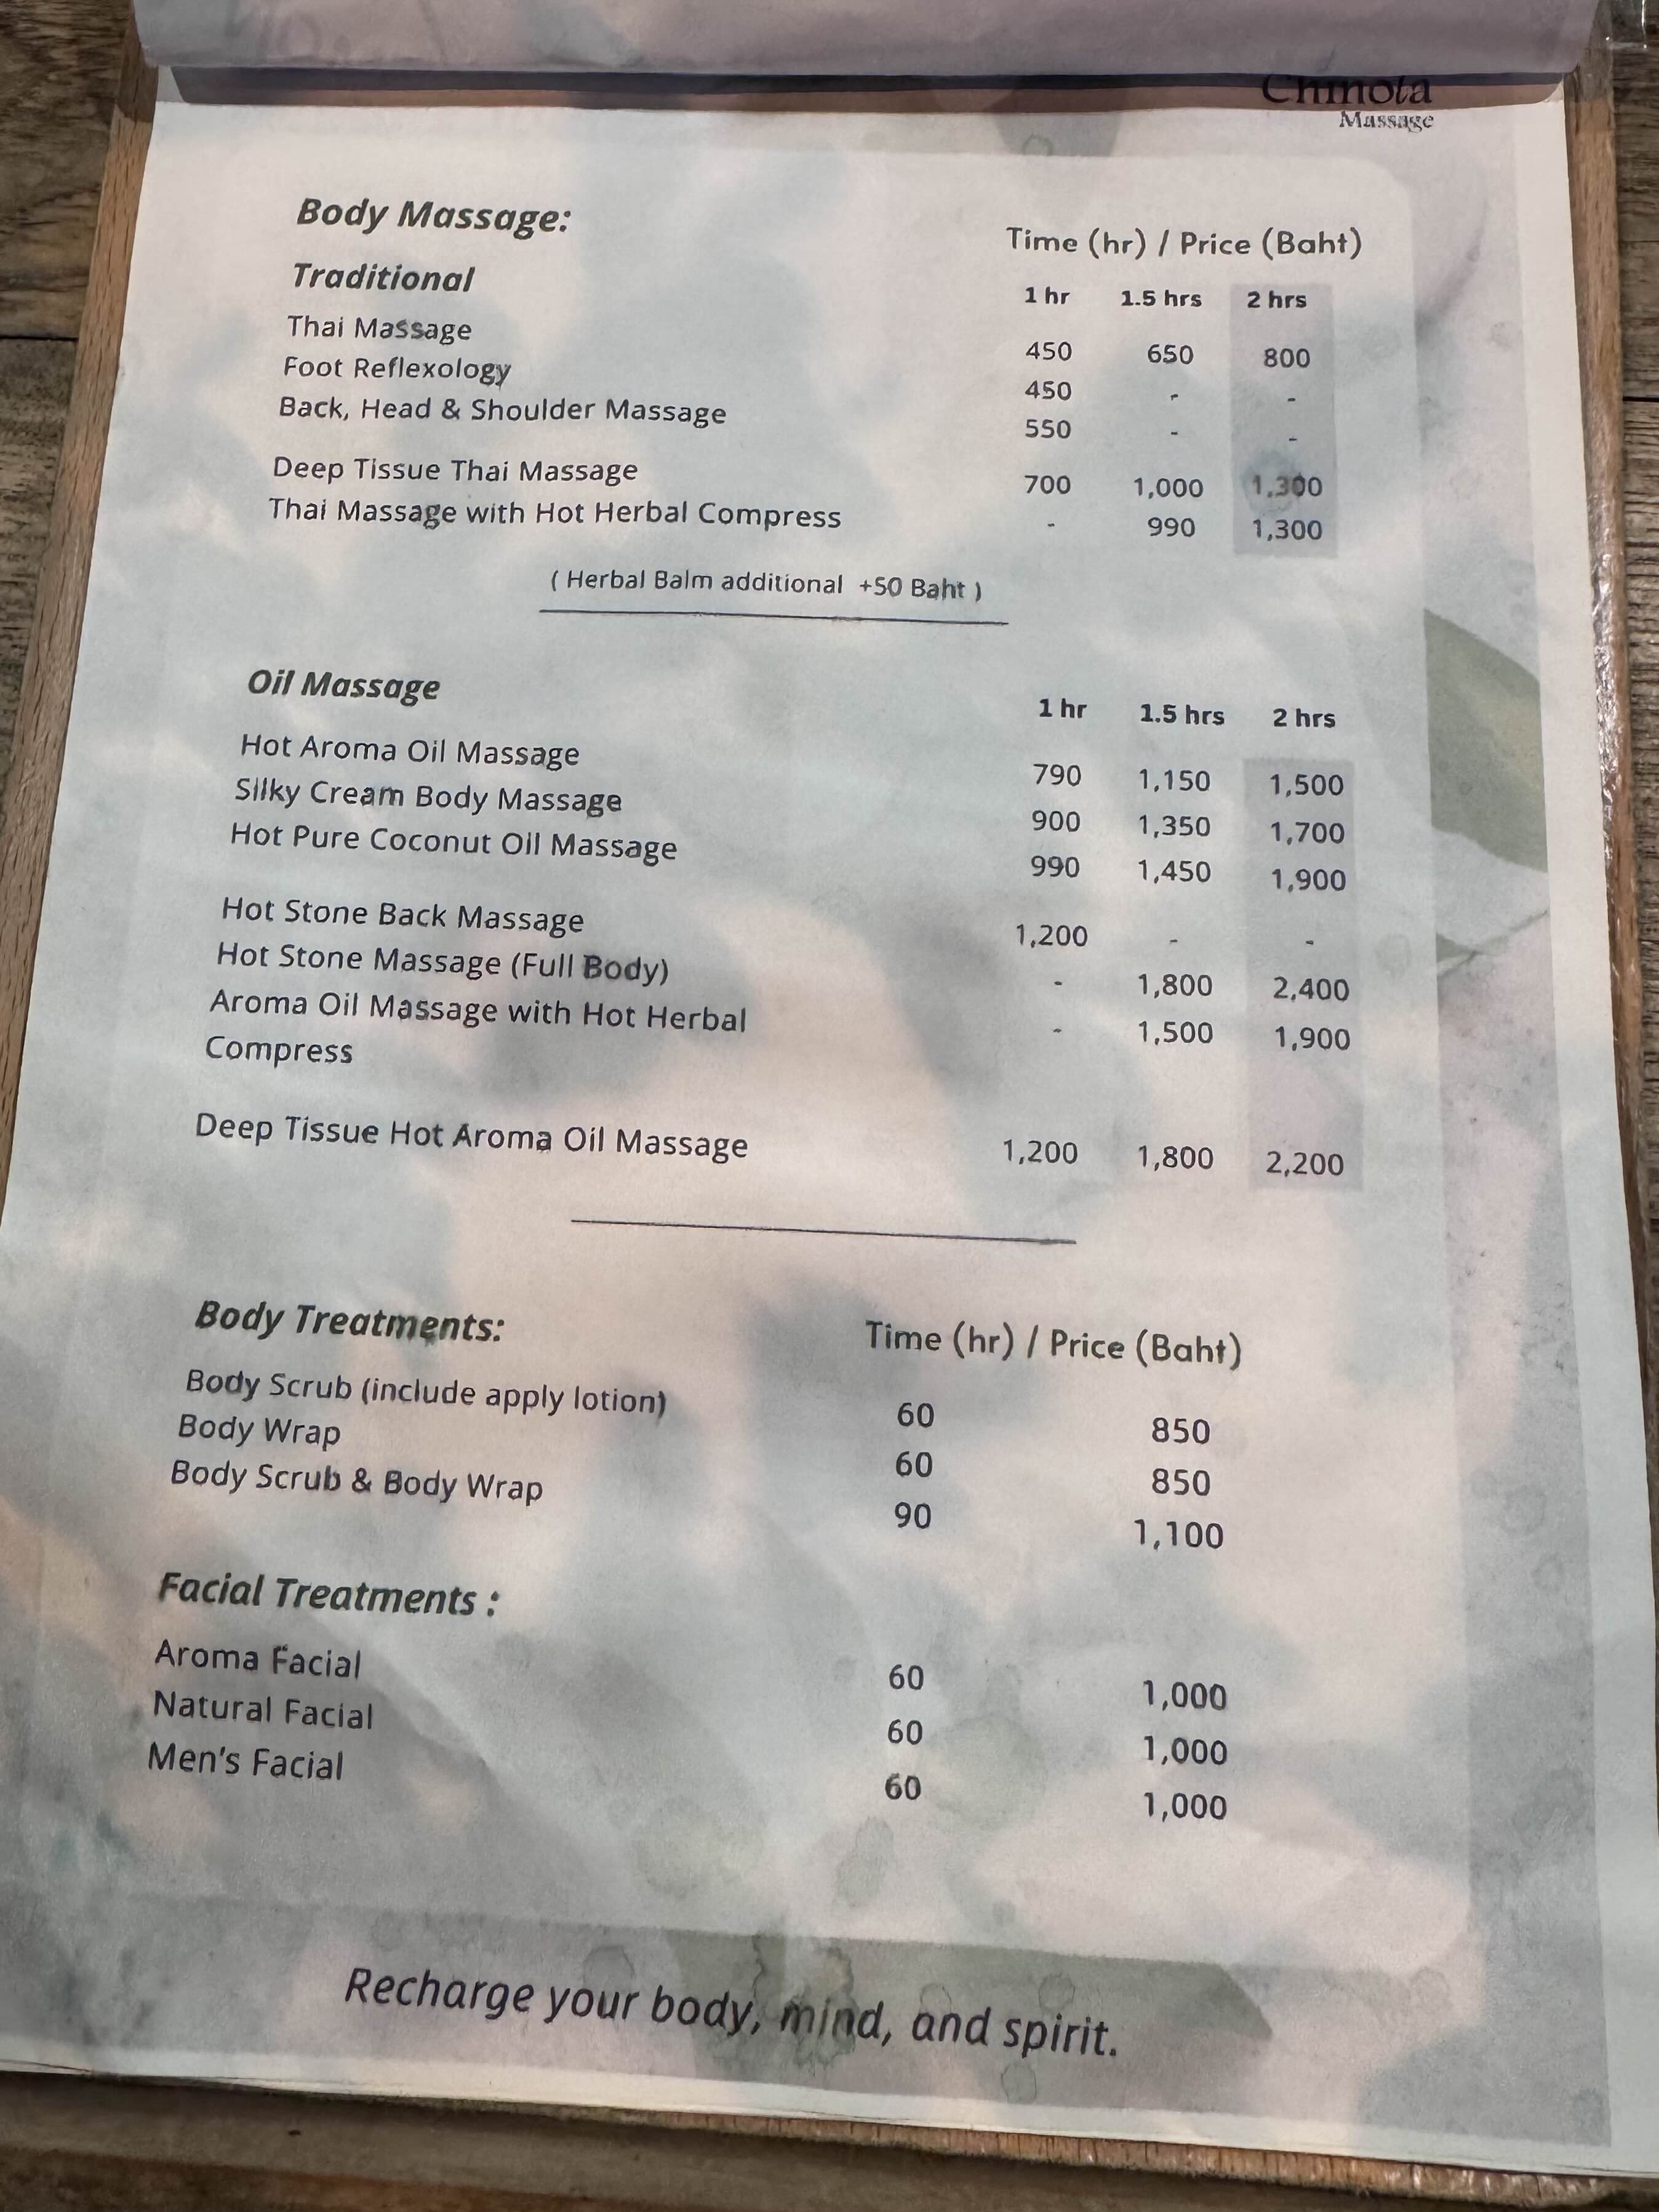 Chinota
Massage
Body Massage:
Time (hr) / Price (Baht)
Traditional
1 hr 1.5 hrs 2 hrs
Thai Massage 450 650 800
Foot Reflexology 450 - -
Back, Head & Shoulder Massage 550 - -
Deep Tissue Thai Massage 700 1,000 1,300
Thai Massage with Hot Herbal Compress - 990 1,300
( Herbal Balm additional +50 Baht )
Oil Massage 1 hr 1.5 hrs 2 hrs
Hot Aroma Oil Massage 790 1,150 1,500
Silky Cream Body Massage 900 1,350 1,700
Hot Pure Coconut Oil Massage 990 1,450 1,900
Hot Stone Back Massage 1,200 - -
Hot Stone Massage (Full Body) - 1,800 2,400
Aroma Oil Massage with Hot Herbal - 1,500 1,900
Compress
Deep Tissue Hot Aroma Oil Massage 1,200 1,800 2,200
Body Treatments: Time (hr) / Price (Baht)
Body Scrub (include apply lotion) 60 850
Body Wrap 60 850
Body Scrub & Body Wrap 90 1,100
Facial Treatments :
Aroma Facial 60 1,000
Natural Facial 60 1,000
Men's Facial 60 1,000
Recharge your body, mind, and spirit.